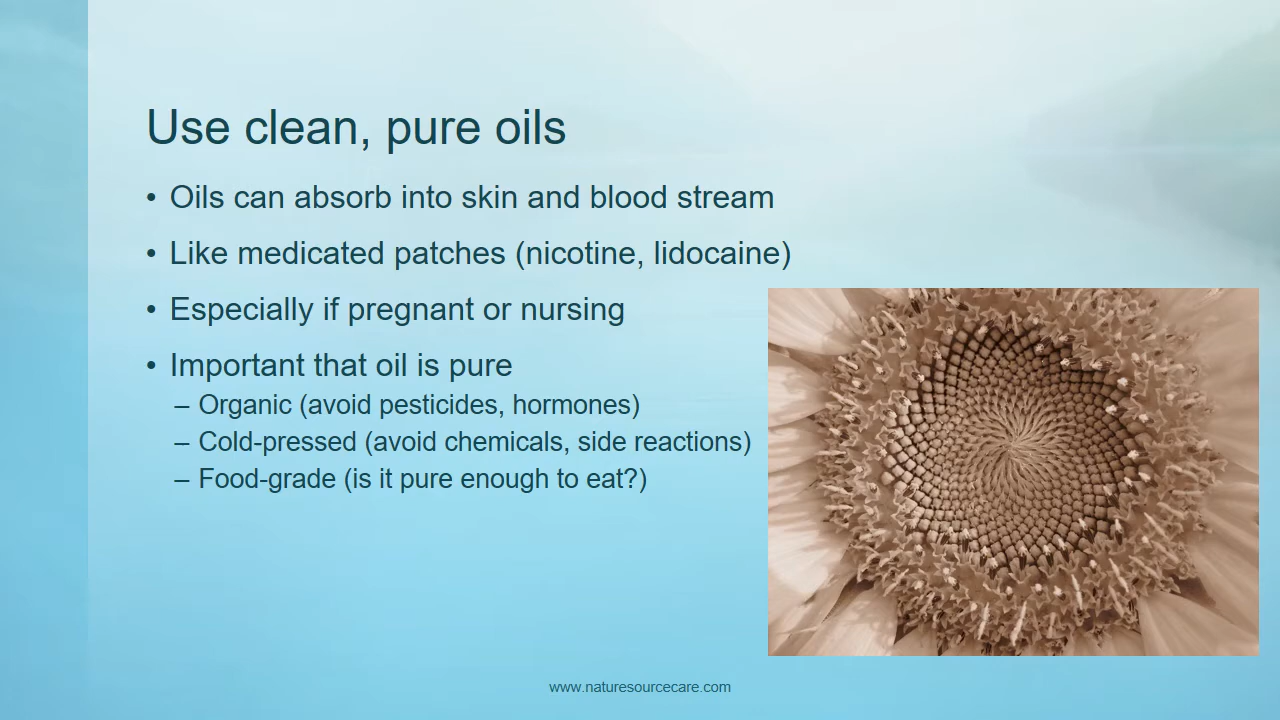 Use clean, pure oils
• Oils can absorb into skin and blood stream
• Like medicated patches (nicotine, lidocaine)
• Especially if pregnant or nursing
• Important that oil is pure
– Organic (avoid pesticides, hormones)
– Cold-pressed (avoid chemicals, side reactions)
– Food-grade (is it pure enough to eat?)
www.naturesourcecare.com